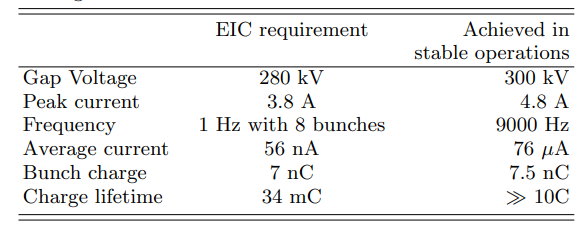 EIC requirement Achieved in
stable operations
Gap Voltage 280 kV 300 kV
Peak current 3.8 A 4.8 A
Frequency 1 Hz with 8 bunches 9000 Hz
Average current 56 nA 76 μA
Bunch charge 7 nC 7.5 nC
Charge lifetime 34 mC ≫ 10C